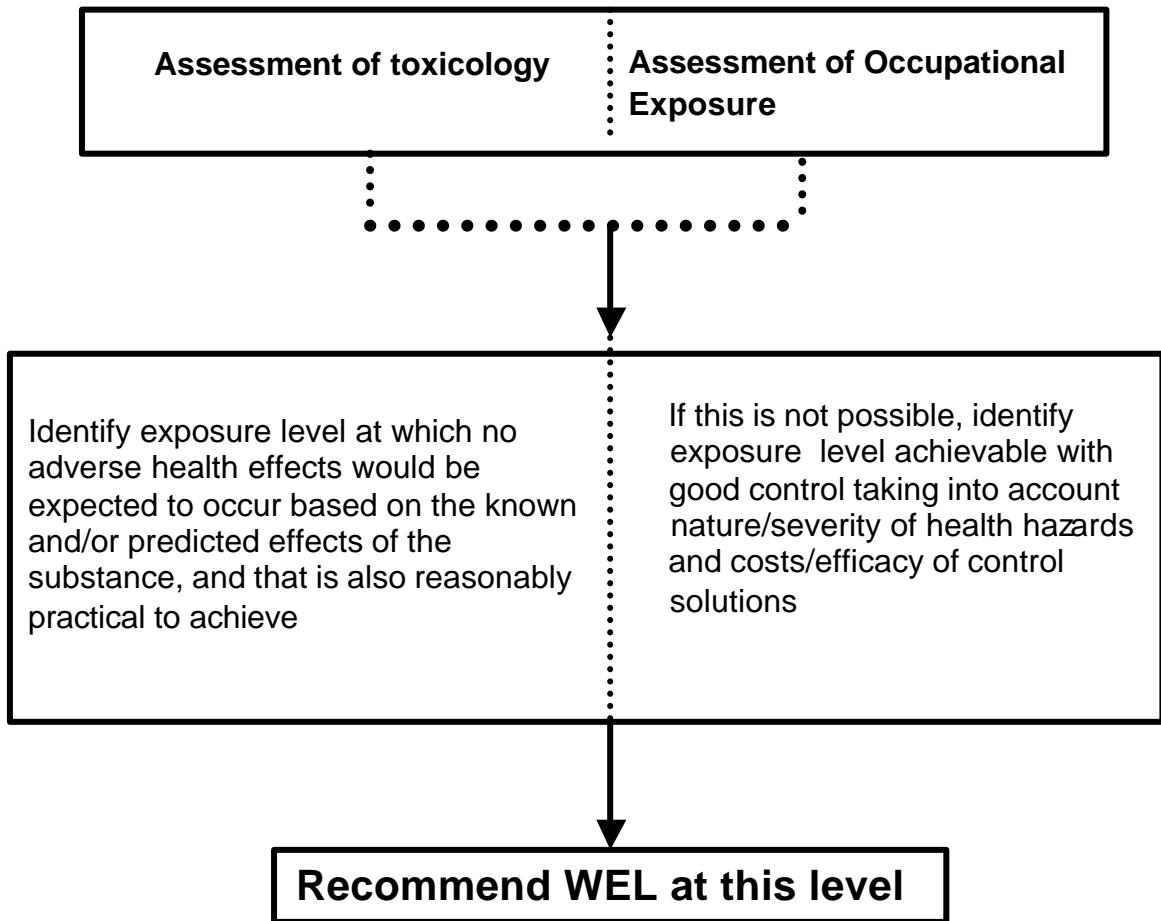 Assessment of toxicology
Assessment of Occupational
Exposure
Identify exposure level at which no
adverse health effects would be
expected to occur based on the known
and/or predicted effects of the
substance, and that is also reasonably
practical to achieve
If this is not possible, identify
exposure level achievable with
good control taking into account
nature/severity of health hazards
and costs/efficacy of control
solutions
Recommend WEL at this level